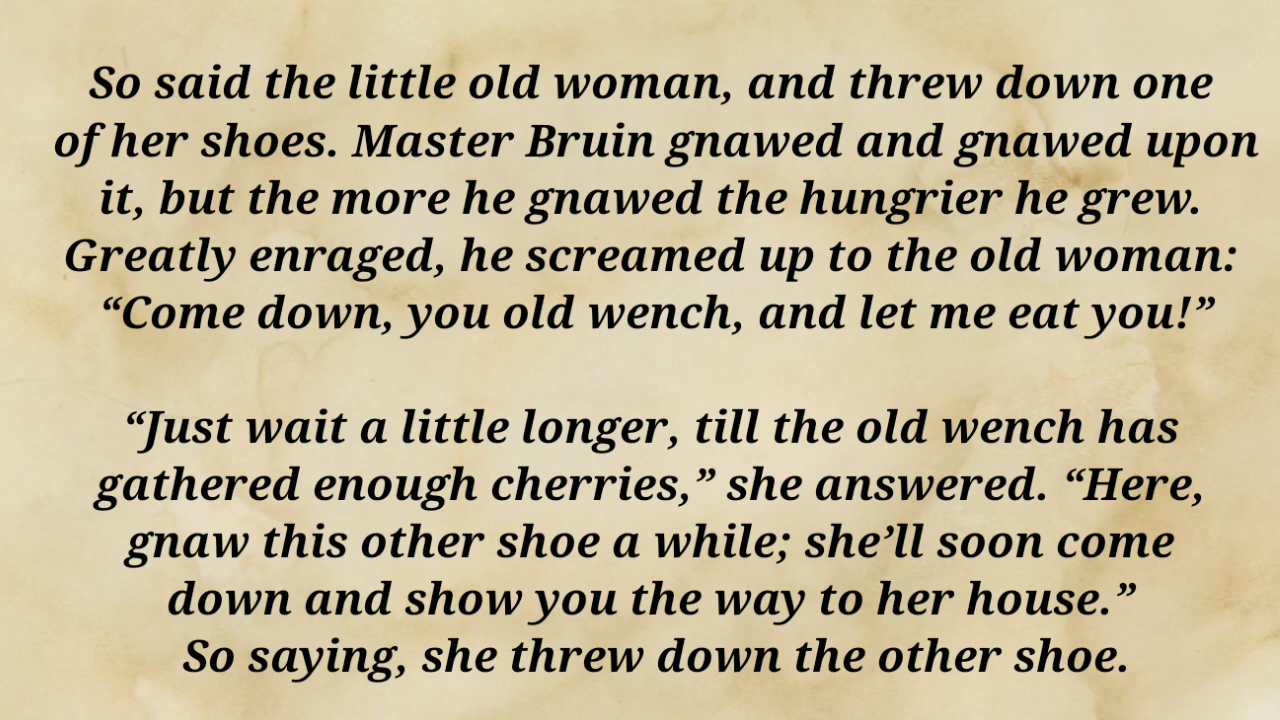 So said the little old woman, and threw down one
of her shoes. Master Bruin gnawed and gnawed upon
it, but the more he gnawed the hungrier he grew.
Greatly enraged, he screamed up to the old woman:
“Come down, you old wench, and let me eat you!”
“Just wait a little longer, till the old wench has
gathered enough cherries,” she answered. “Here,
gnaw this other shoe a while; she’ll soon come
down and show you the way to her house.”
So saying, she threw down the other shoe.